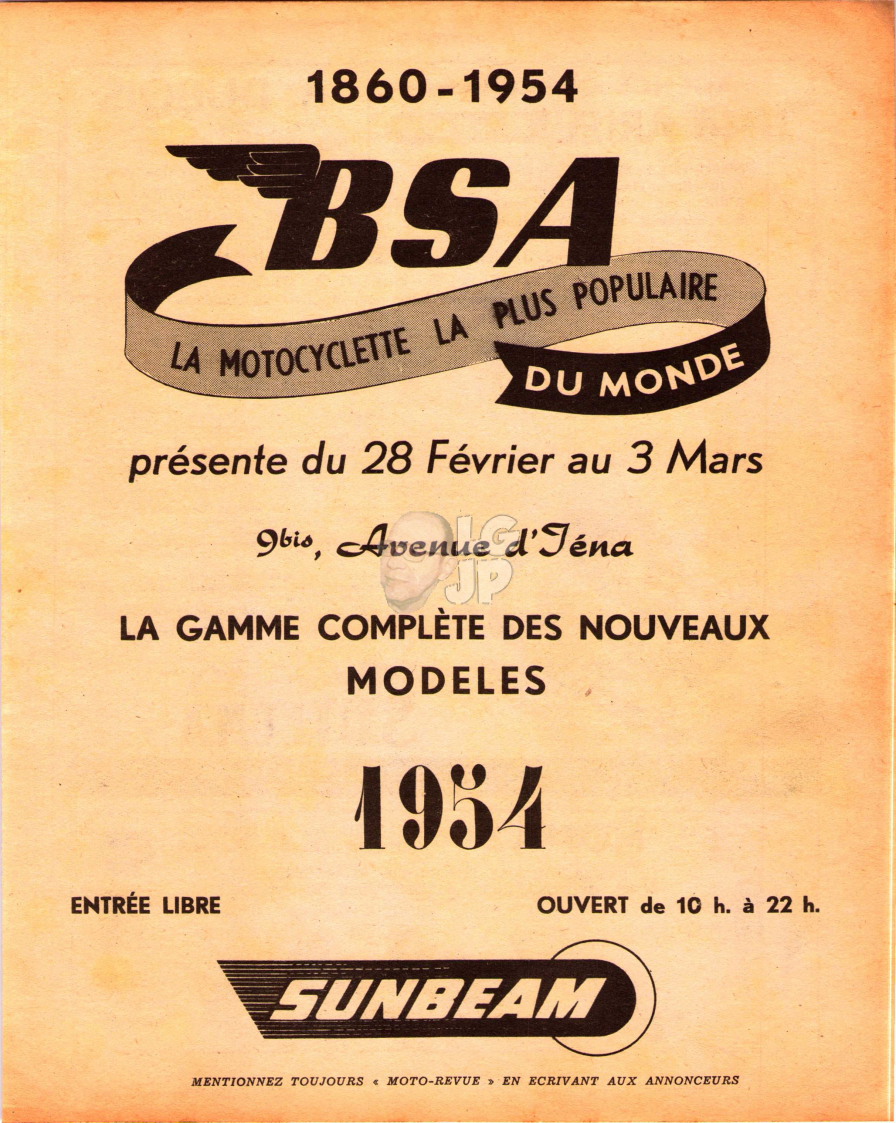 1860-1954
BSA
LA MOTOCYCLETTE LA PLUS POPULAIRE
DU MONDE
présente du 28 Février au 3 Mars
9bis, Avenue d'Iéna
LG
JP
LA GAMME COMPLÈTE DES NOUVEAUX
MODELES
1954
ENTRÉE LIBRE
OUVERT de 10 h. à 22 h.
SUNBEAM
MENTIONNEZ TOUJOURS « MOTO-REVUE » EN ECRIVANT AUX ANNONCEURS